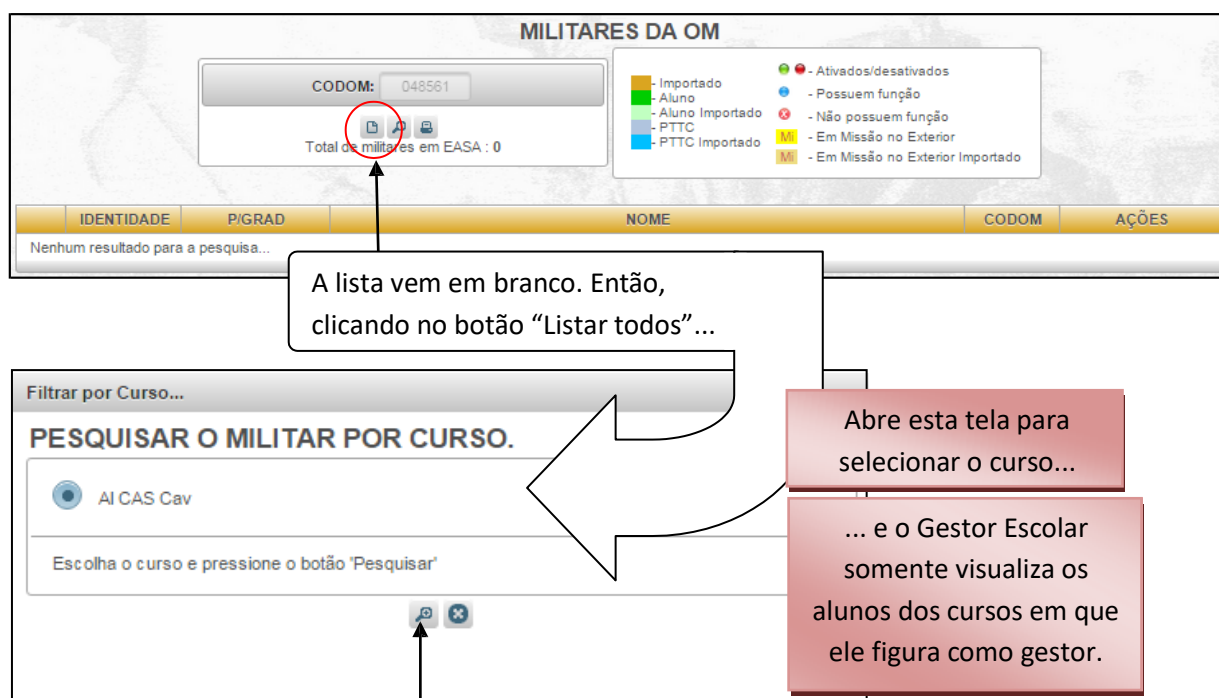 MILITARES DA OM
CODOM: 048561
Total de militares em EASA : 0
- Importado
- Aluno
- Aluno Importado
- PTTC
- PTTC Importado
- Ativados/desativados
- Possuem função
- Não possuem função
Mi - Em Missão no Exterior
Mi - Em Missão no Exterior Importado
IDENTIDADE P/GRAD NOME CODOM AÇÕES
Nenhum resultado para a pesquisa...
A lista vem em branco. Então,
clicando no botão “Listar todos”...
Filtrar por Curso...
PESQUISAR O MILITAR POR CURSO.
Al CAS Cav
Escolha o curso e pressione o botão 'Pesquisar'
Abre esta tela para
selecionar o curso...
... e o Gestor Escolar
somente visualiza os
alunos dos cursos em que
ele figura como gestor.